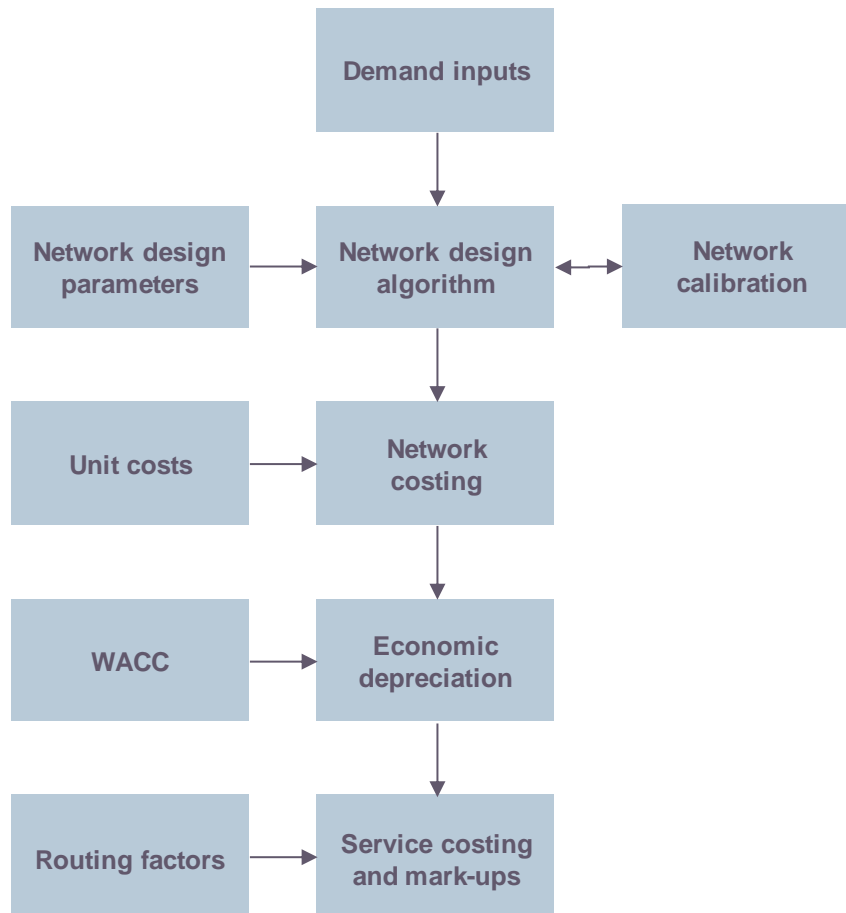 Demand inputs
Network design
parameters
Network design
algorithm
Network
calibration
Unit costs
Network
costing
WACC
Economic
depreciation
Routing factors
Service costing
and mark-ups